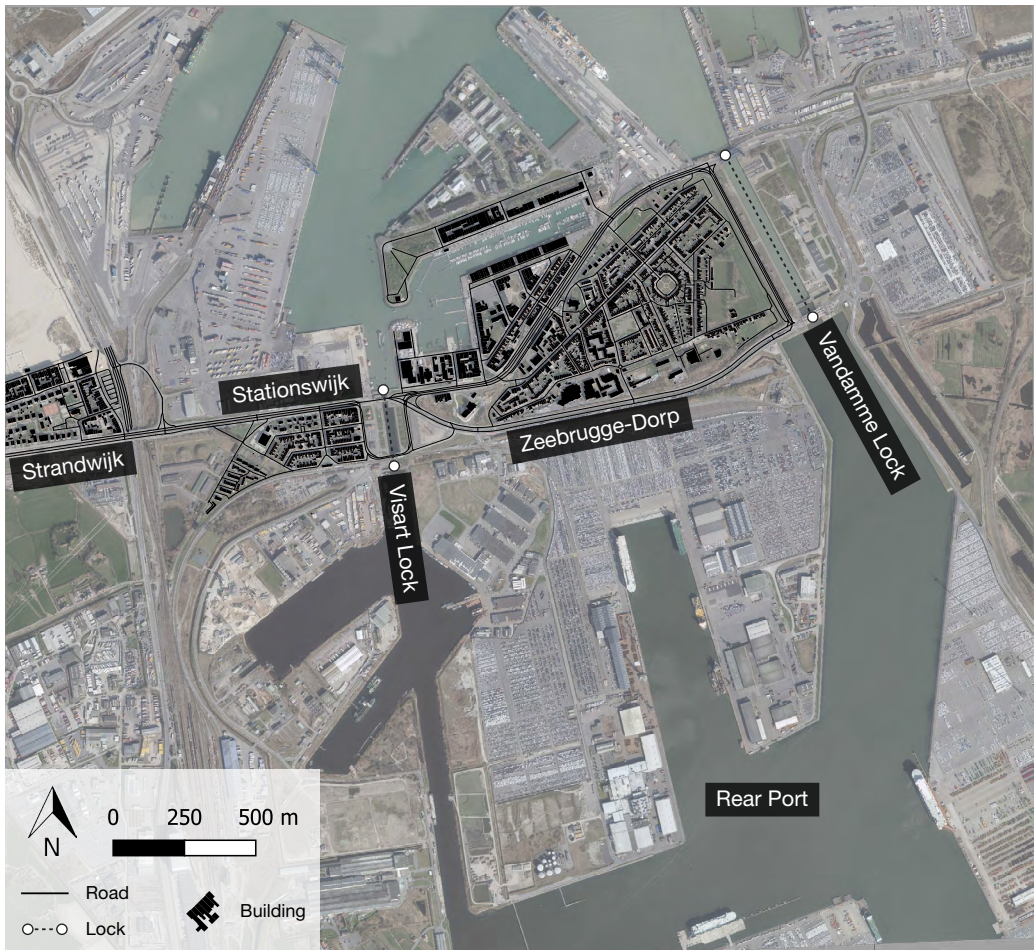 Stationswijk
Strandwijk
Zeebrugge-Dorp
Vandamme Lock
Visart Lock
Rear Port
0 250 500 m
N
Road
Lock
Building